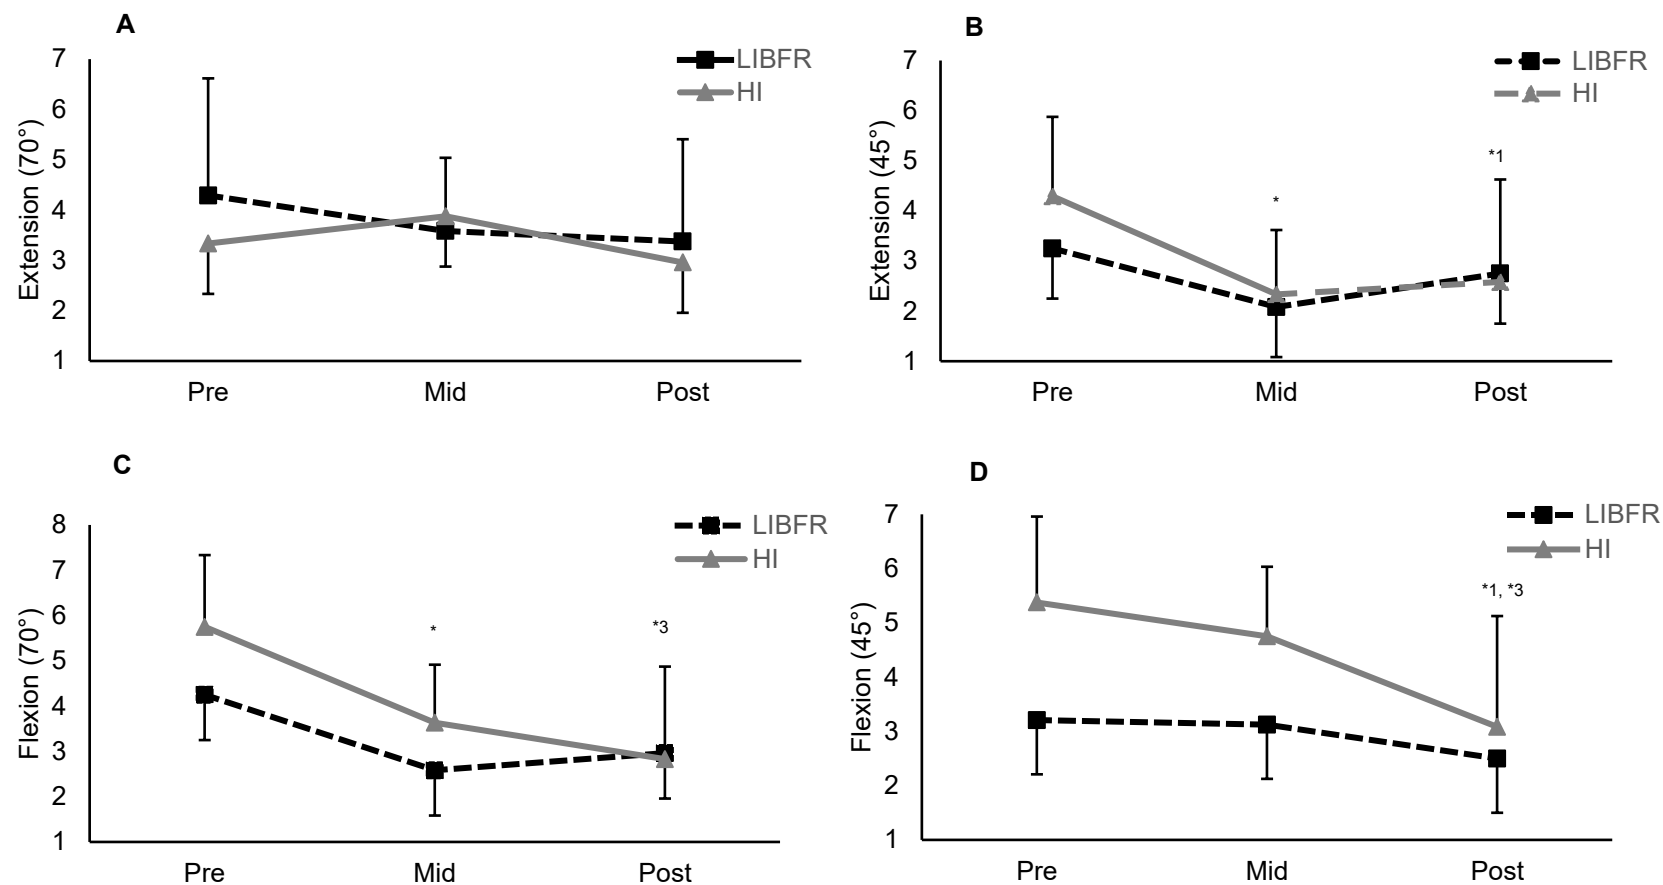 A
Extension (70°)
7
6
5
4
3
2
1
Pre
Mid
Post
LIBFR
HI
B
Extension (45°)
7
6
5
4
3
2
1
Pre
Mid
Post
LIBFR
HI
*
*1
C
Flexion (70°)
8
7
6
5
4
3
2
1
Pre
Mid
Post
LIBFR
HI
*
*3
D
Flexion (45°)
7
6
5
4
3
2
1
Pre
Mid
Post
LIBFR
HI
*1, *3